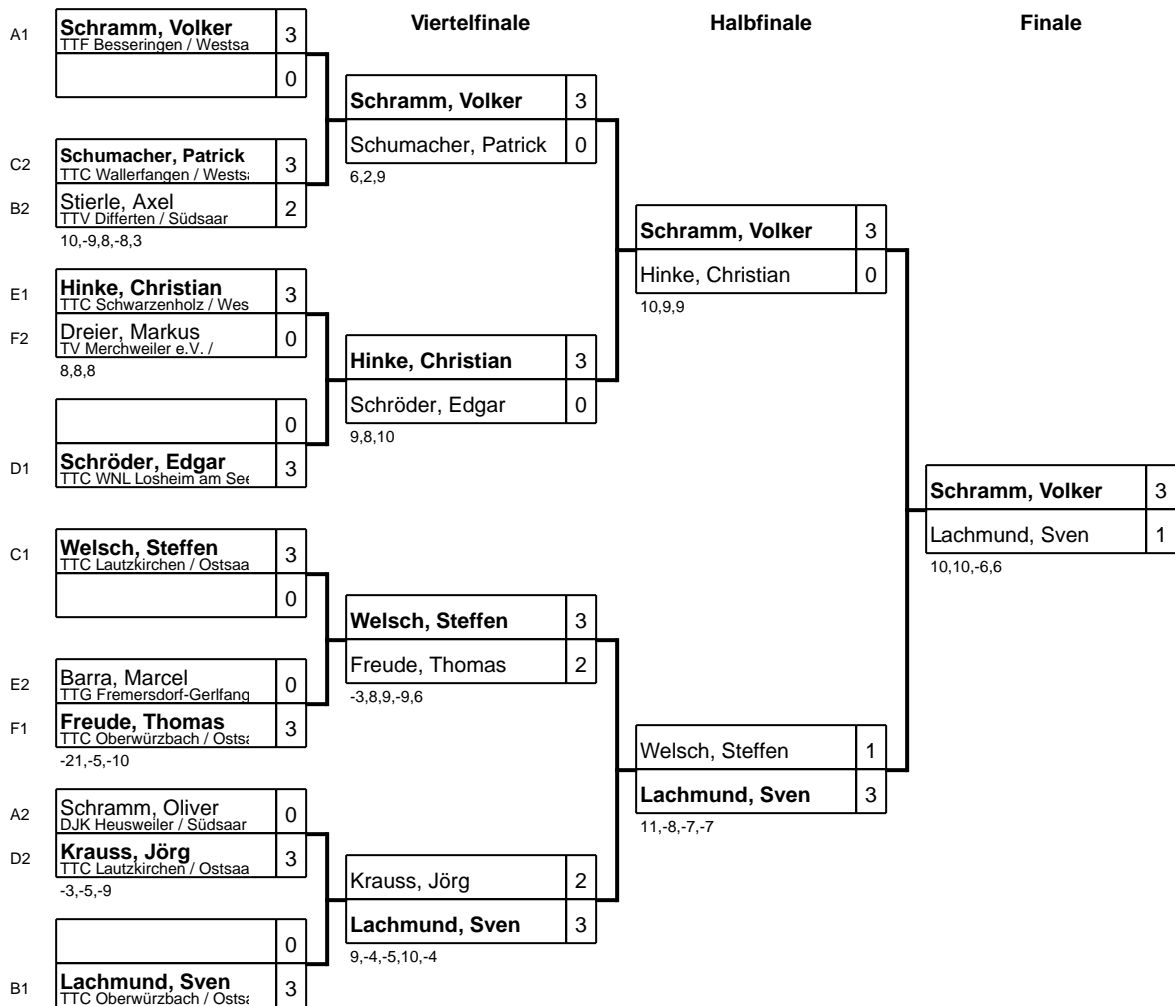 Viertelfinale
Halbfinale
Finale
A1
Schramm, Volker 3
TTF Besseringen / Westsa
0
C2
Schumacher, Patrick 3
TTC Wallerfangen / Wests
B2
Stierle, Axel 2
TTV Differten / Südsaar
10,-9,8,-8,3
E1
Hinke, Christian 3
TTC Schwarzenholz / Wes
F2
Dreier, Markus 0
TV Merchweiler e.V. /
8,8,8
0
D1
Schröder, Edgar 3
TTC WNL Losheim am See
C1
Welsch, Steffen 3
TTC Lautzkirchen / Ostsaa
0
E2
Barra, Marcel 0
TTG Fremersdorf-Gerlfang
F1
Freude, Thomas 3
TTC Oberwürzbach / Ostsa
-21,-5,-10
A2
Schramm, Oliver 0
DJK Heusweiler / Südsaar
D2
Krauss, Jörg 3
TTC Lautzkirchen / Ostsaa
-3,-5,-9
0
B1
Lachmund, Sven 3
TTC Oberwürzbach / Ostsa
Schramm, Volker 3
Schumacher, Patrick 0
6,2,9
Hinke, Christian 3
Schröder, Edgar 0
9,8,10
Welsch, Steffen 3
Freude, Thomas 2
-3,8,9,-9,6
Krauss, Jörg 2
Lachmund, Sven 3
9,-4,-5,10,-4
Schramm, Volker 3
Hinke, Christian 0
10,9,9
Welsch, Steffen 1
Lachmund, Sven 3
11,-8,-7,-7
Schramm, Volker 3
Lachmund, Sven 1
10,10,-6,6